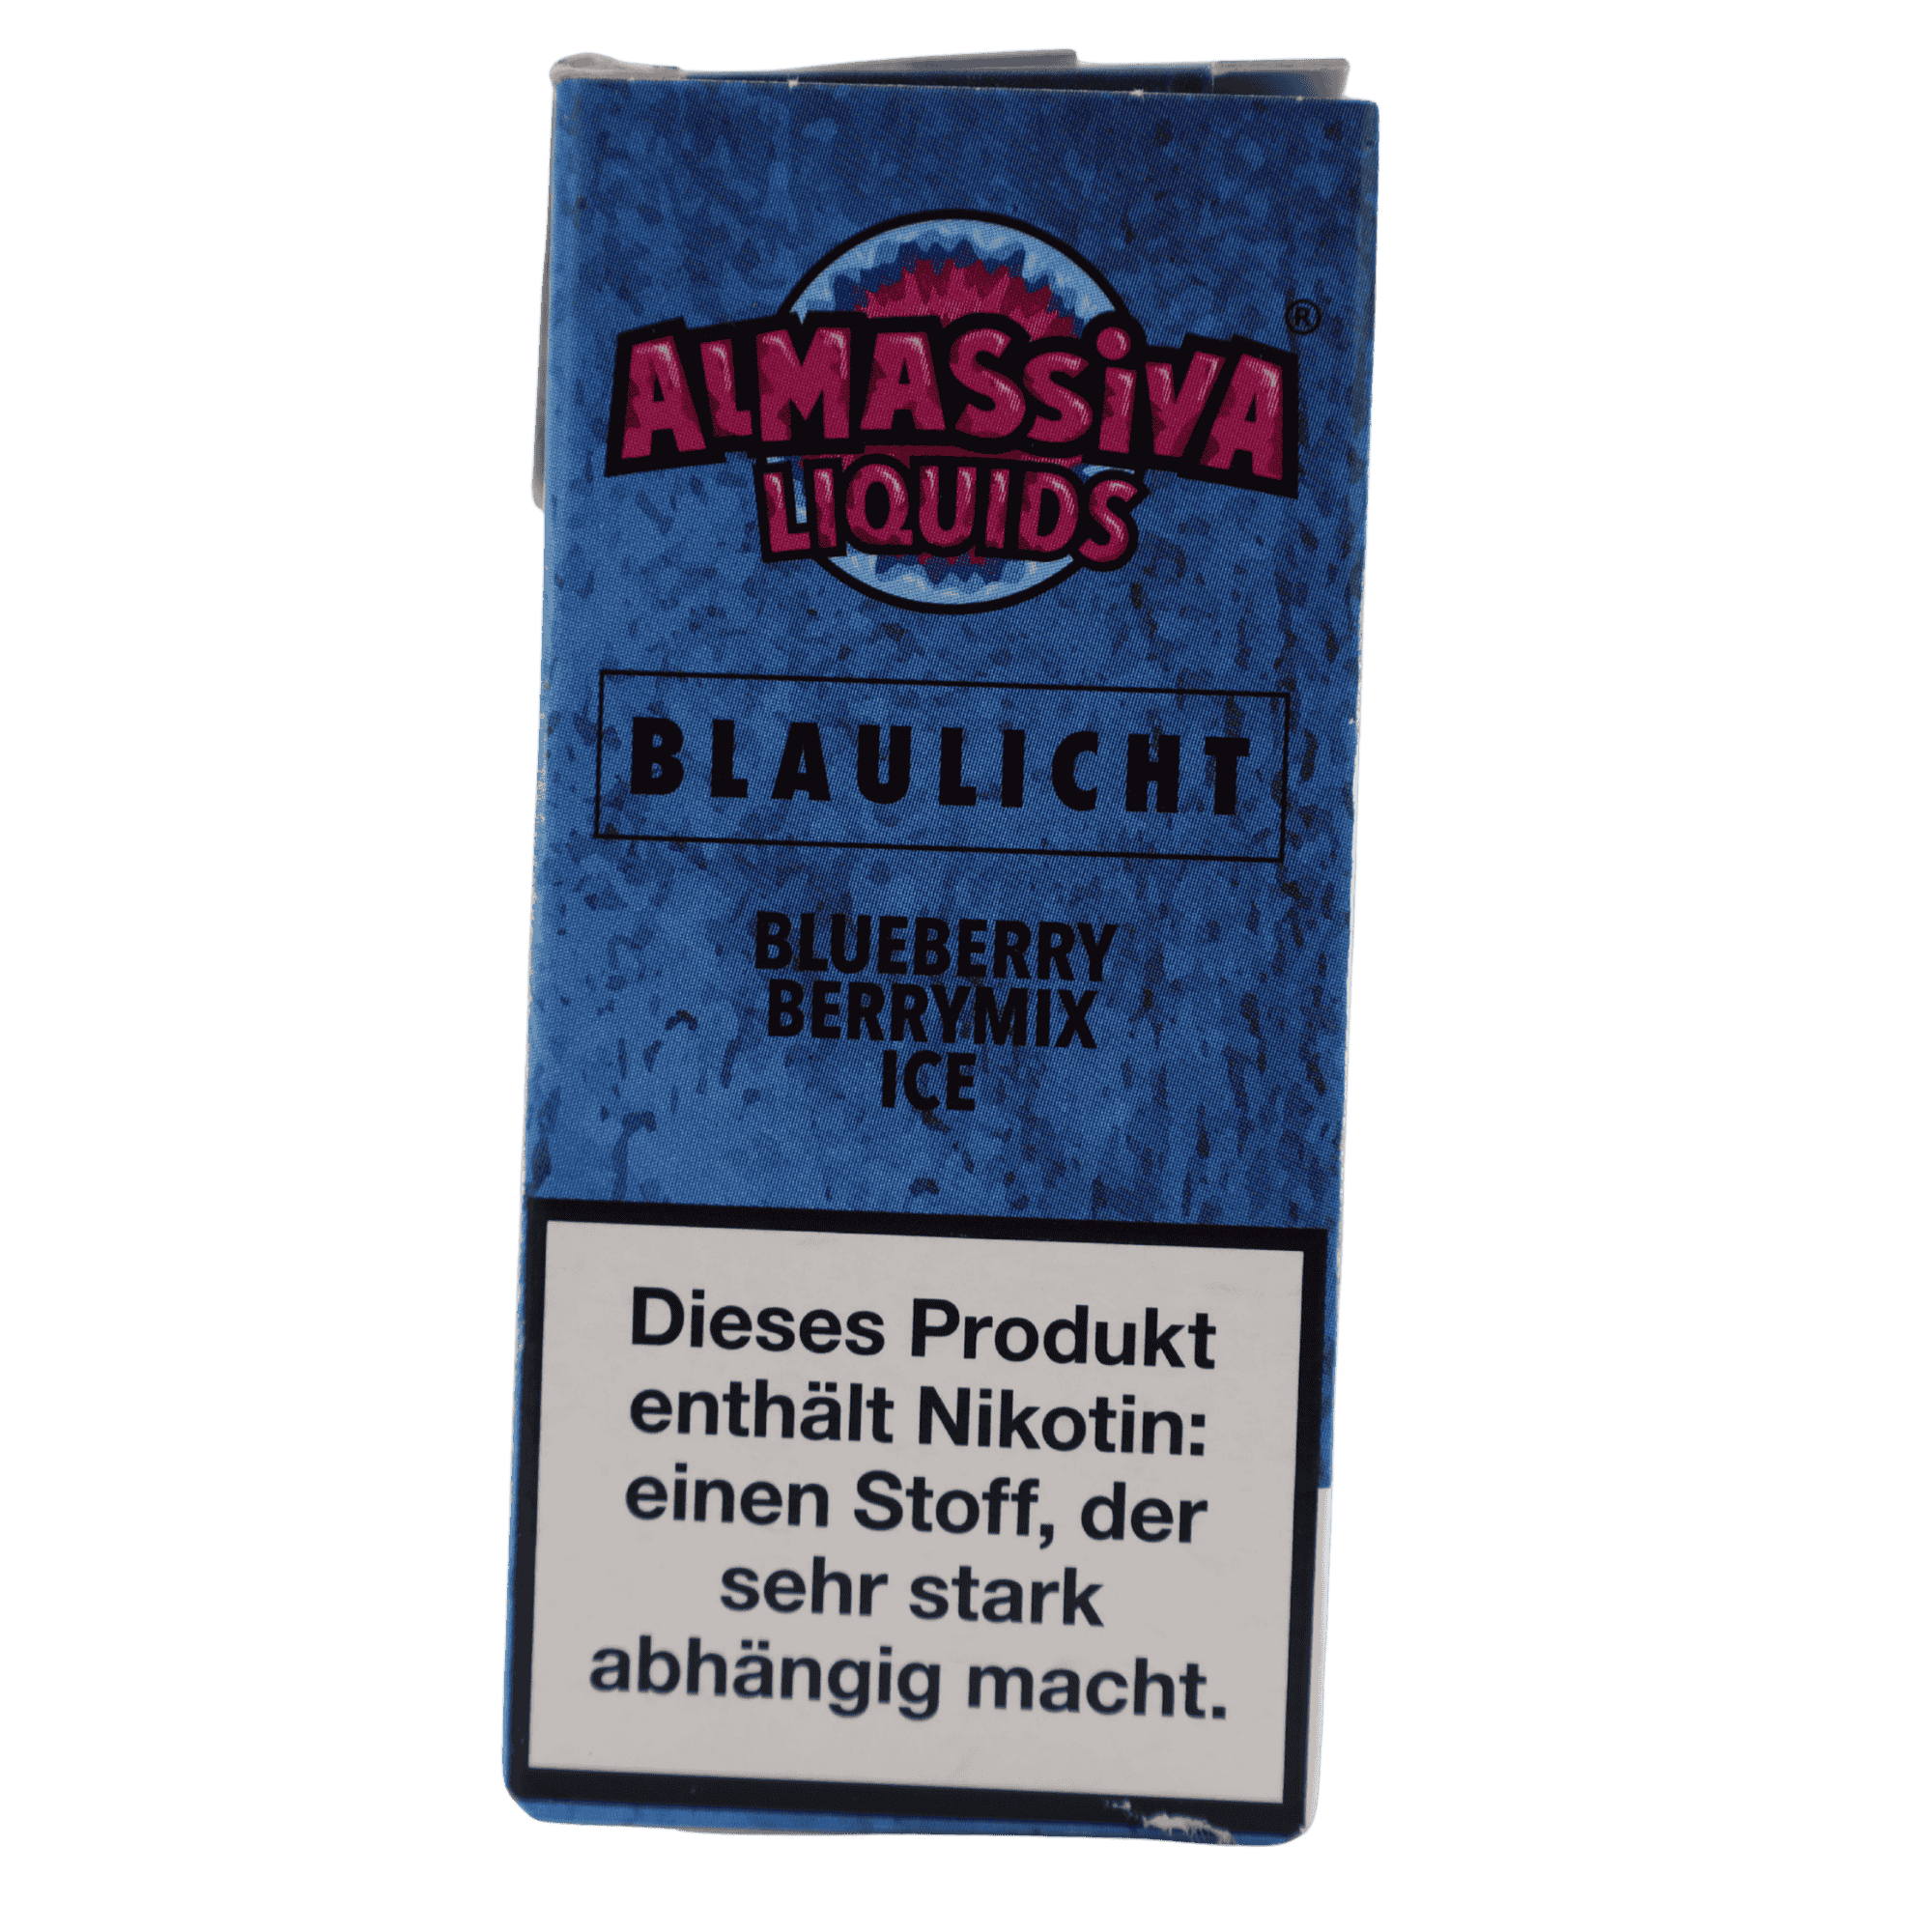 ALMASSiVA ®
LIQUIDS
BLAULICHT
BLUEBERRY
BERRYMIX
ICE
Dieses Produkt
enthält Nikotin:
einen Stoff, der
sehr stark
abhängig macht.